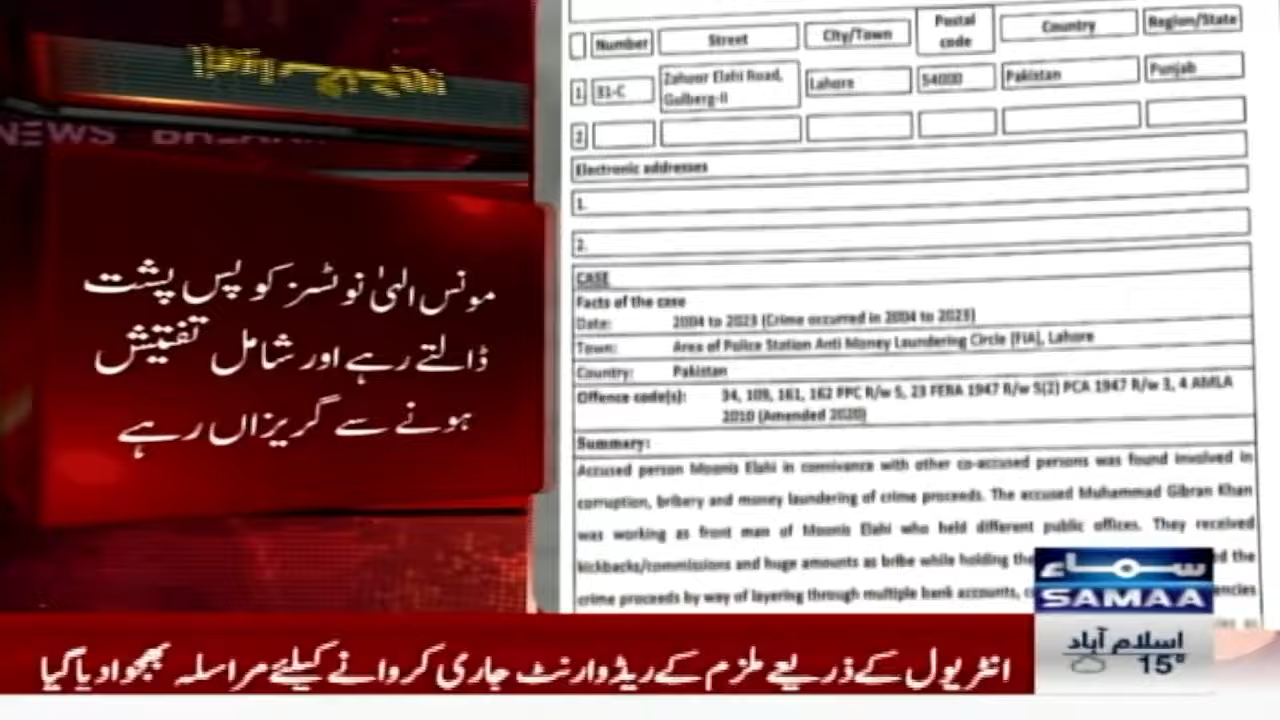 NEWS
مونس الہیٰ نوٹسز کو پس پشت
ڈالتے رہے اور شامل تفتیش
ہونے سے گریزاں رہے
Number Street City/Town Postal code Country Region/State
1 31-C Zahoor Elahi Road, Gulberg-II Lahore 54000 Pakistan Punjab
2
Electronic addresses
1.
2.
CASE
Facts of the case
Date: 2004 to 2023 (Crime occurred in 2004 to 2023)
Town: Area of Police Station Anti Money Laundering Circle (FIA), Lahore
Country: Pakistan
Offence code(s): 34, 109, 161, 162 PPC R/w 5, 23 FERA 1947 R/w 5(2) PCA 1947 R/w 3, 4 AMLA
2010 (Amended 2020)
Summary:
Accused person Moonis Elahi in connivance with other co-accused persons was found involved in
corruption, bribery and money laundering of crime proceeds. The accused Muhammad Gibran Khan
was working as front man of Moonis Elahi who held different public offices. They received
kickbacks/commissions and huge amounts as bribe while holding the
crime proceeds by way of layering through multiple bank accounts,
سماء
SAMAA
اسلام آباد
15°
انٹرپول کے ذریعے ملزم کے ریڈ وارنٹ جاری کروانے کیلئے مراسلہ بھجوا دیا گیا